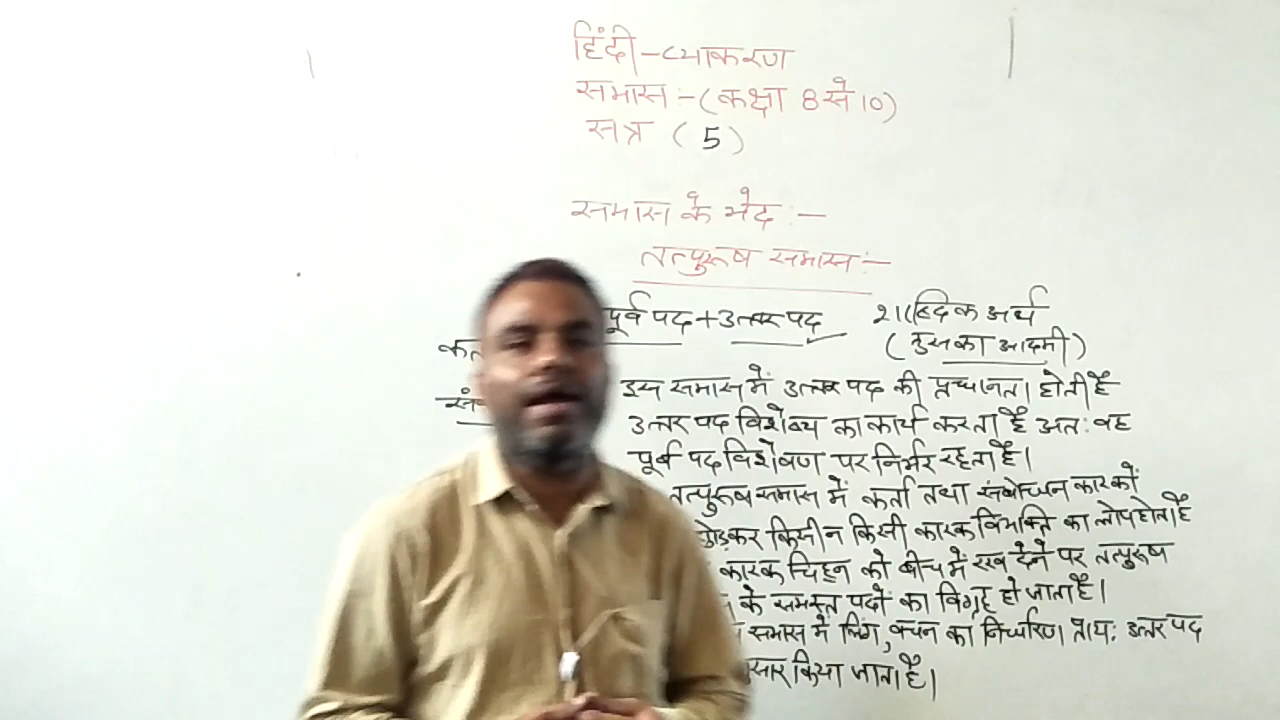 हिंदी-व्याकरण
समास:-(कक्षा 8 से 10)
सत्र (5)
समास के भेद:-
तत्पुरूष समास:-
पूर्व पद+उत्तर पद शाब्दिक अर्थ
(तुसका आदमी)
इस समास में उत्तर पद की प्रधानता होती है
उत्तर पद विशेष्य का कार्य करता है अत: वह
पूर्व पद विशेषण पर निर्भर रहता है।
तत्पुरूष समास में कर्ता तथा संबोधन कारकों
छोड़कर किसी न किसी कारक विभक्ति का लोप होता है
कारक चिह्न को बीच में रख देने पर तत्पुरूष
के समस्त पदों का विग्रह हो जाता है।
समास में लिंग, वचन का निर्धारण प्राय: उत्तर पद
किया जाता है।